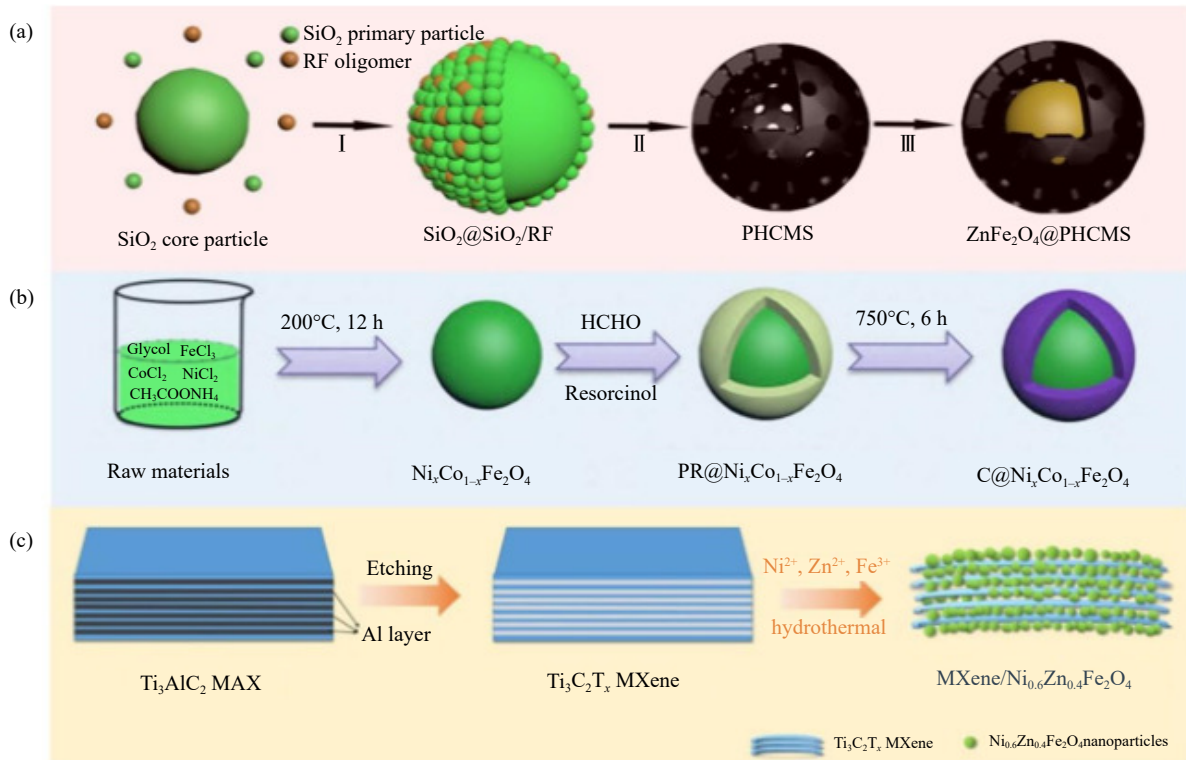 (a)
SiO₂ primary particle
RF oligomer
I
II
III
SiO₂ core particle
SiO₂@SiO₂/RF
PHCMS
ZnFe₂O₄@PHCMS
(b)
Glycol FeCl₃
CoCl₂ NiCl₂
CH₃COONH₄
200°C, 12 h
HCHO
Resorcinol
750°C, 6 h
Raw materials
NiₓCo₁₋ₓFe₂O₄
PR@NiₓCo₁₋ₓFe₂O₄
C@NiₓCo₁₋ₓFe₂O₄
(c)
Etching
Al layer
Ni²⁺, Zn²⁺, Fe³⁺
hydrothermal
Ti₃AlC₂ MAX
Ti₃C₂Tₓ MXene
MXene/Ni₀.₆Zn₀.₄Fe₂O₄
Ti₃C₂Tₓ MXene
Ni₀.₆Zn₀.₄Fe₂O₄nanoparticles